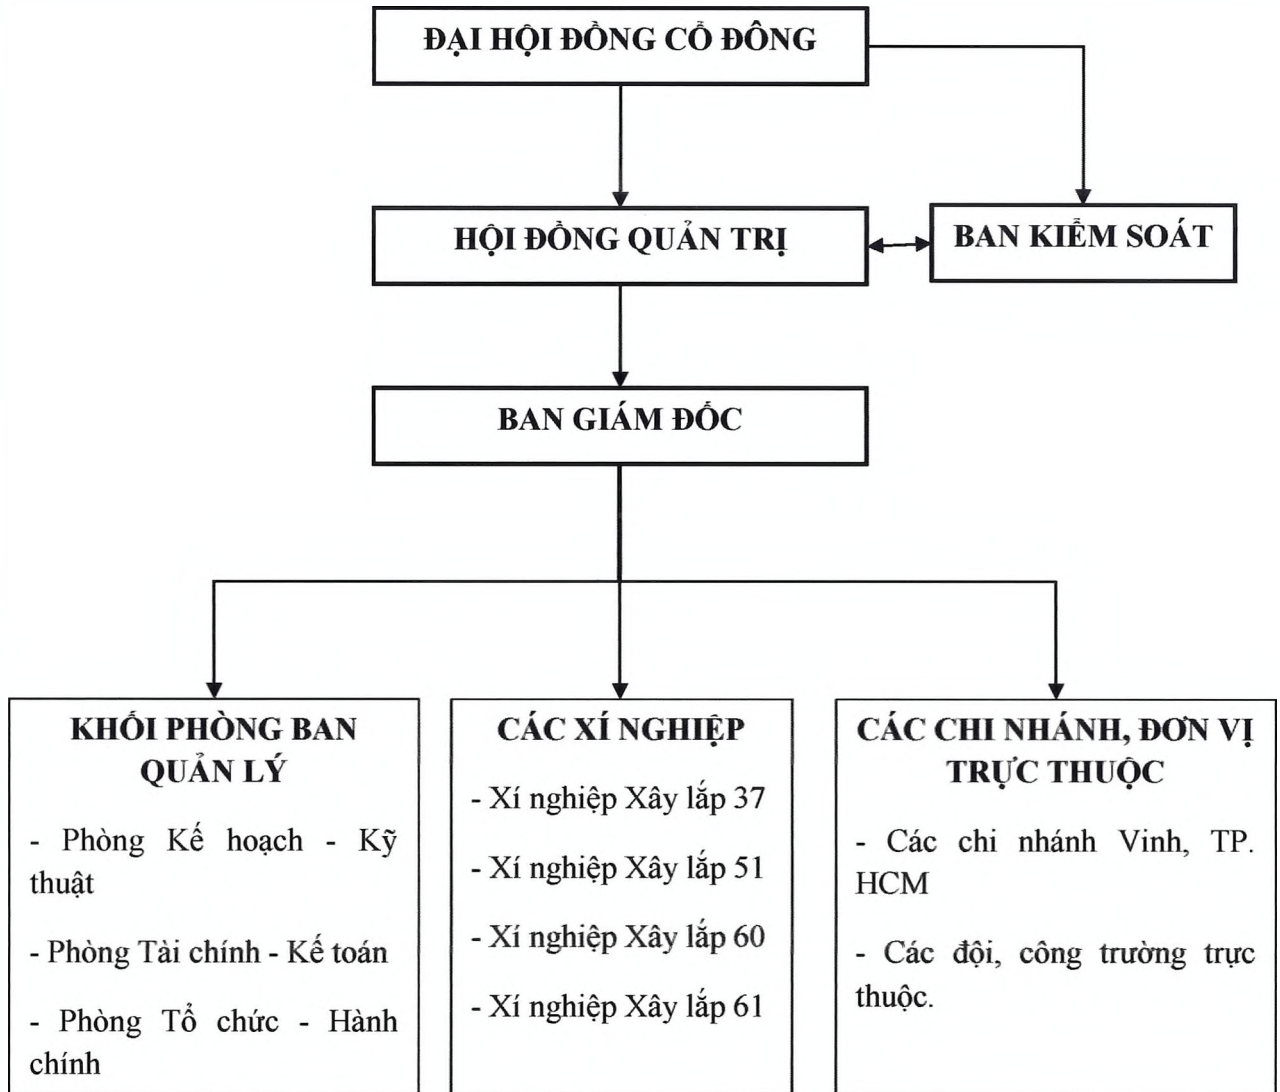 ĐẠI HỘI ĐỒNG CỔ ĐÔNG
HỘI ĐỒNG QUẢN TRỊ
BAN KIỂM SOÁT
BAN GIÁM ĐỐC
KHỐI PHÒNG BAN
QUẢN LÝ
- Phòng Kế hoạch - Kỹ
thuật
- Phòng Tài chính - Kế toán
- Phòng Tổ chức - Hành
chính
CÁC XÍ NGHIỆP
- Xí nghiệp Xây lắp 37
- Xí nghiệp Xây lắp 51
- Xí nghiệp Xây lắp 60
- Xí nghiệp Xây lắp 61
CÁC CHI NHÁNH, ĐƠN VỊ
TRỰC THUỘC
- Các chi nhánh Vinh, TP.
HCM
- Các đội, công trường trực
thuộc.